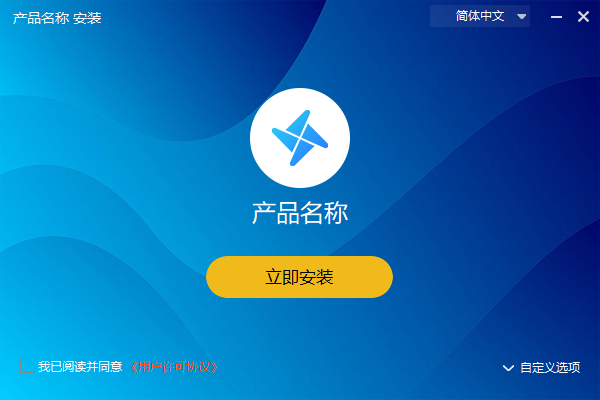 产品名称 安装
简体中文
产品名称
立即安装
我已阅读并同意 《用户许可协议》
自定义选项